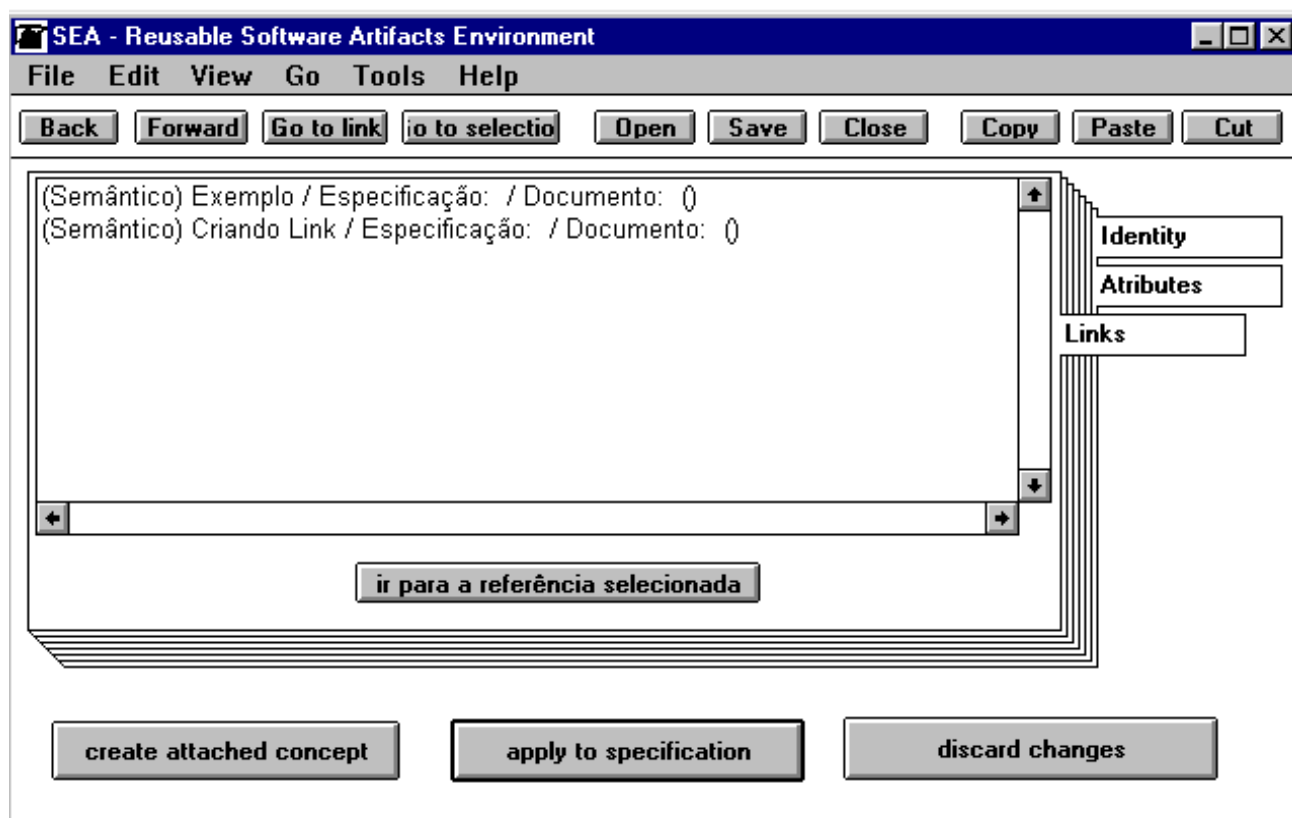 SEA - Reusable Software Artifacts Environment
File Edit View Go Tools Help
Back Forward Go to link io to selectio Open Save Close Copy Paste Cut
(Semântico) Exemplo / Especificação:  / Documento:  ()
(Semântico) Criando Link / Especificação:  / Documento:  ()
Identity
Atributes
Links
ir para a referência selecionada
create attached concept apply to specification discard changes